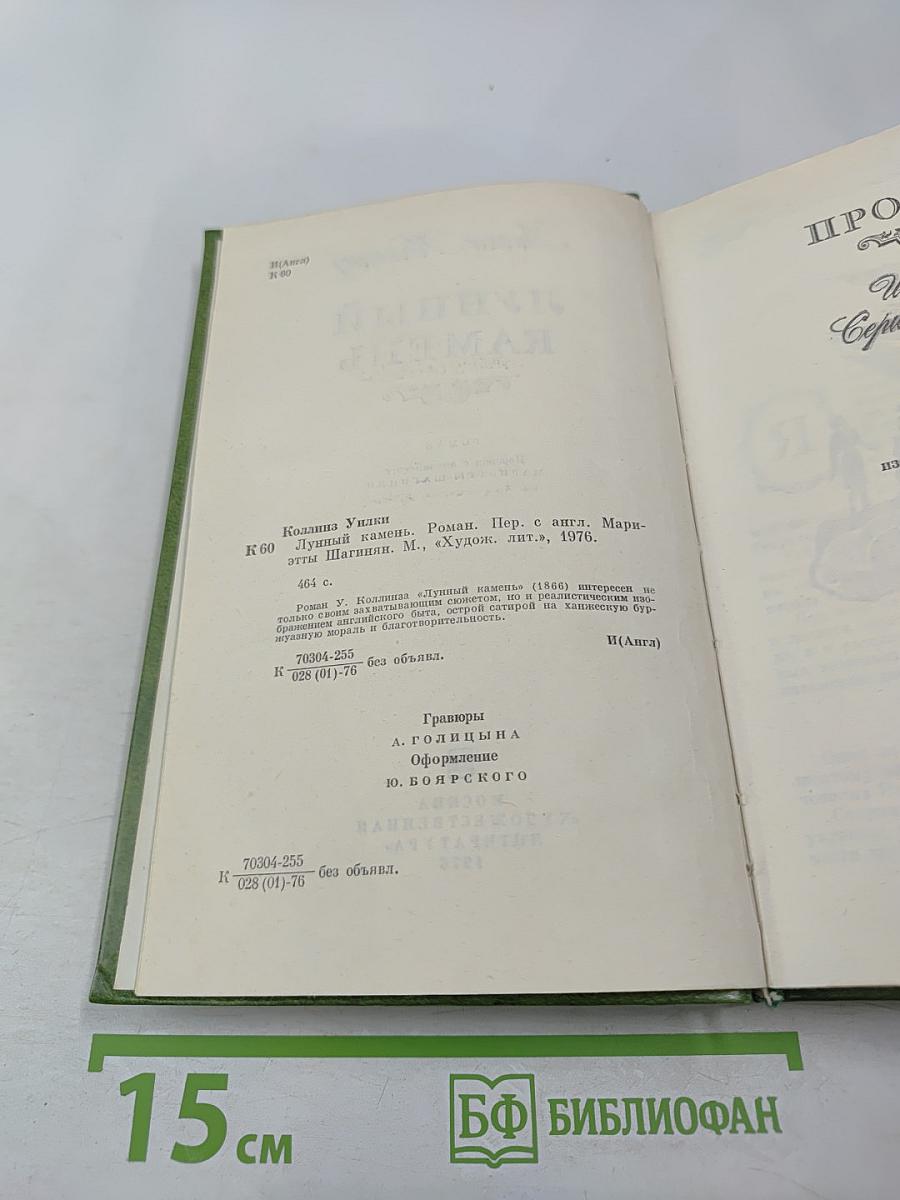 И(Англ)
К 60
Коллинз Уилки
К 60 Лунный камень. Роман. Пер. с англ. Мари-
этты Шагинян. М., «Худож. лит.», 1976.
464 с.
Роман У. Коллинза «Лунный камень» (1866) интересен не
только своим захватывающим сюжетом, но и реалистическим изо-
бражением английского быта, острой сатирой на ханжескую бур-
жуазную мораль и благотворительность.
И(Англ)
К 70304-255
028 (01)-76 без объявл.
Гравюры
А. ГОЛИЦЫНА
Оформление
Ю. БОЯРСКОГО
К 70304-255
028 (01)-76 без объявл.
ПРО
Сери
из
15 см
БФ БИБЛИОФАН